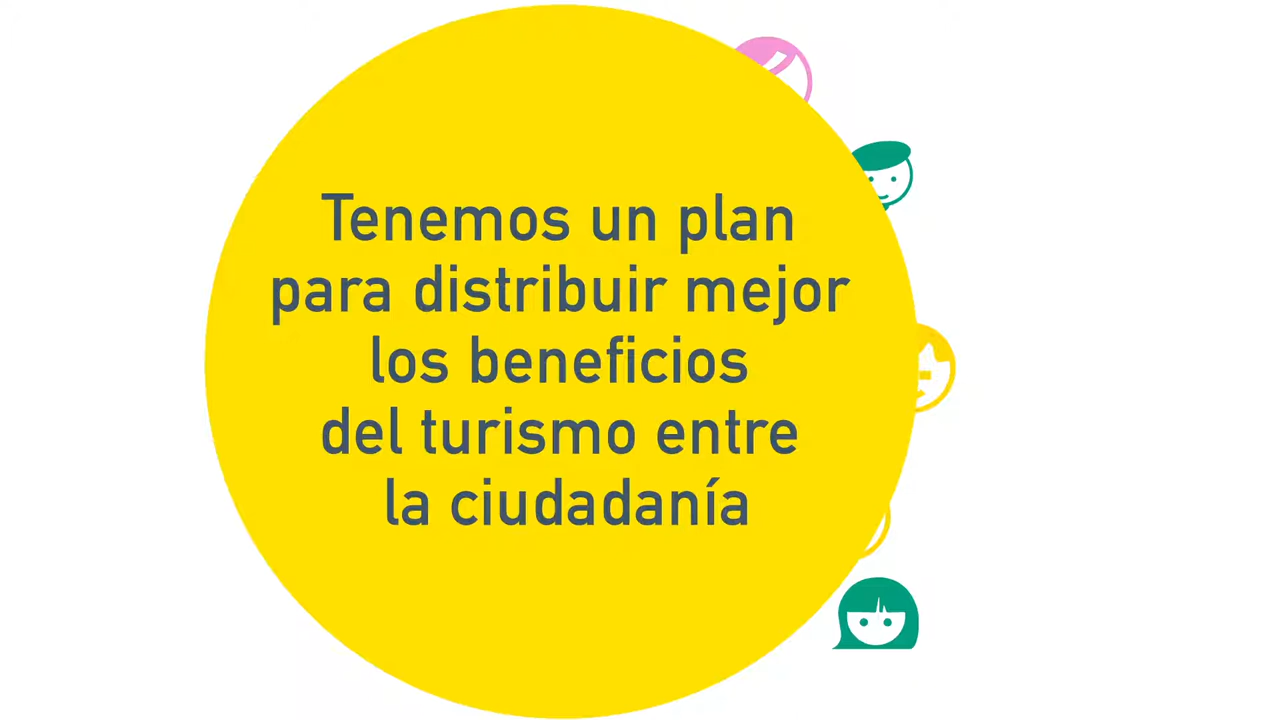 Tenemos un plan
para distribuir mejor
los beneficios
del turismo entre
la ciudadanía